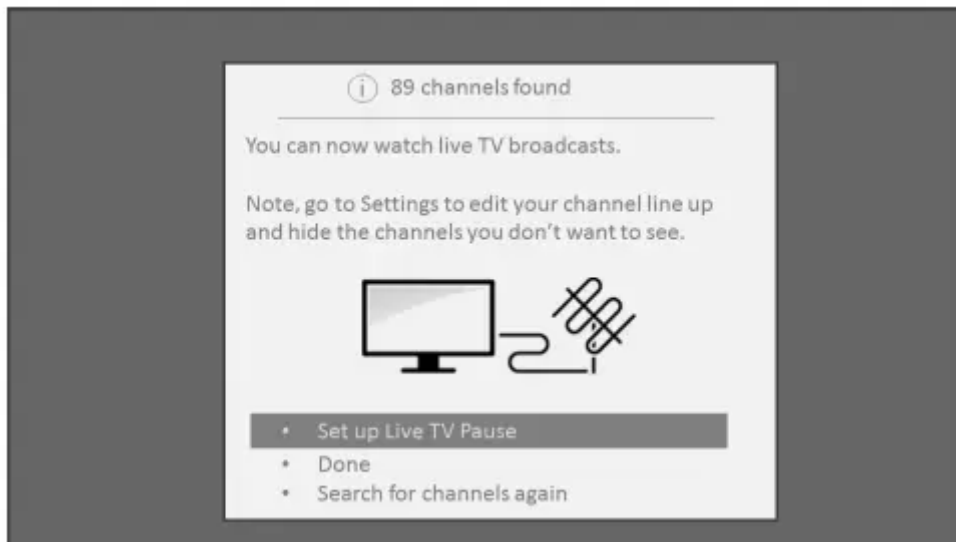 89 channels found
You can now watch live TV broadcasts.
Note, go to Settings to edit your channel line up
and hide the channels you don't want to see.
• Set up Live TV Pause
• Done
• Search for channels again